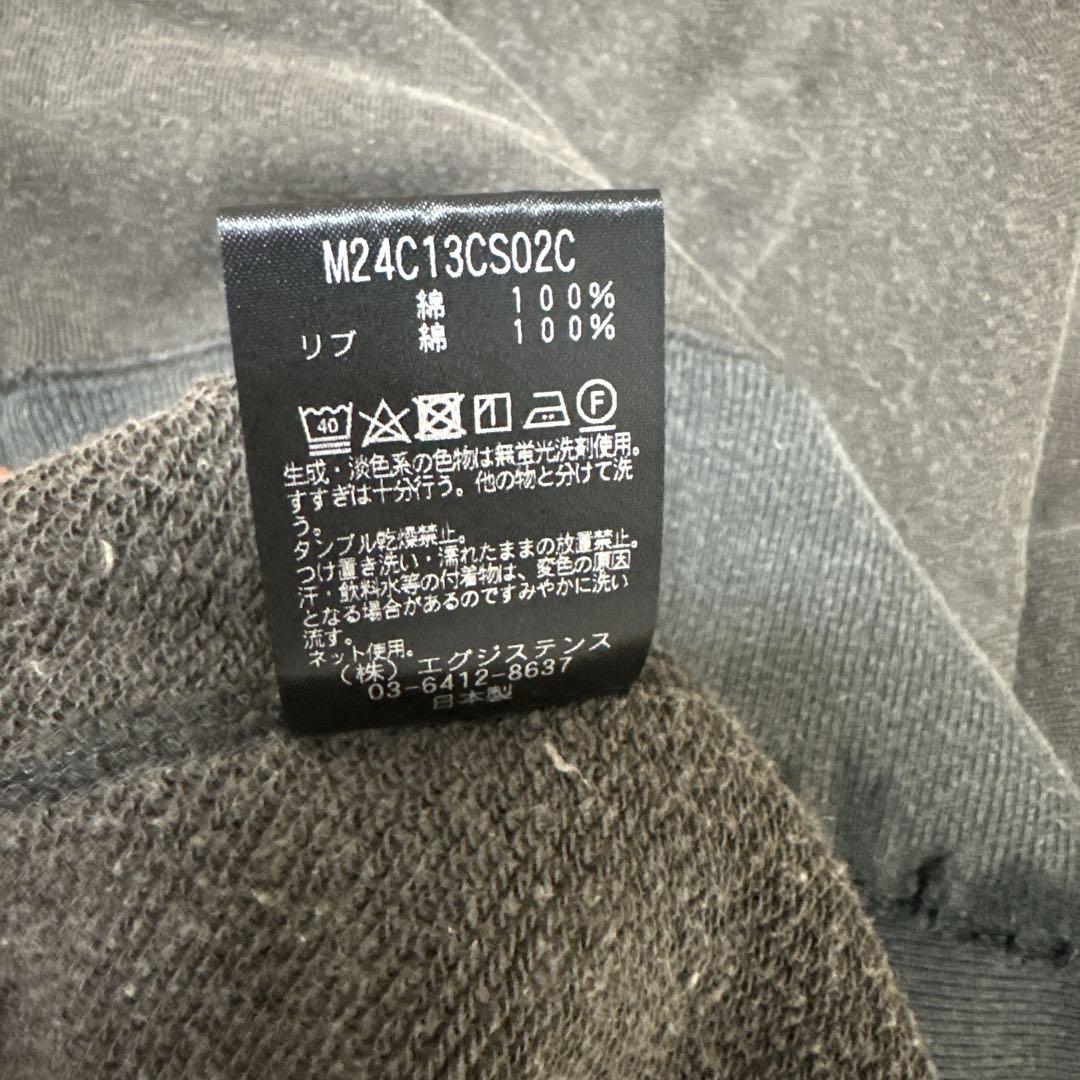 M24C13CS02C
綿 100%
リブ 綿 100%
40 F
生成・淡色系の色物は無蛍光洗剤使用。
すすぎは十分行う。他の物と分けて洗
う。
タンブル乾燥禁止。
つけ置き洗い・濡れたままの放置禁止。
汗・飲料水等の付着物は、変色の原因
となる場合があるのですみやかに洗い
流す。
ネット使用。
(株) エグジステンス
03-6412-8637
日本製